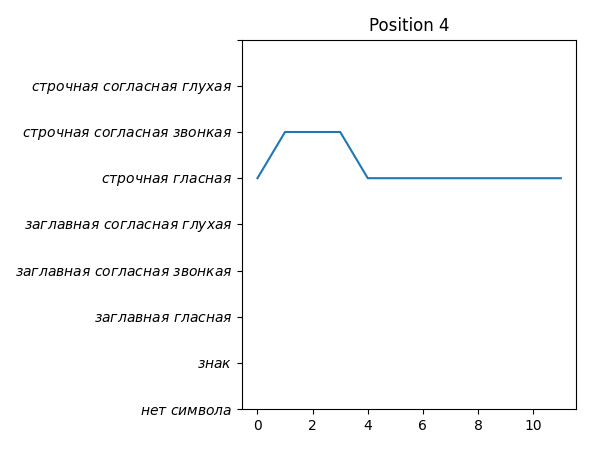 Position 4
строчная согласная глухая
строчная согласная звонкая
строчная гласная
заглавная согласная глухая
заглавная согласная звонкая
заглавная гласная
знак
нет символа
0 2 4 6 8 10